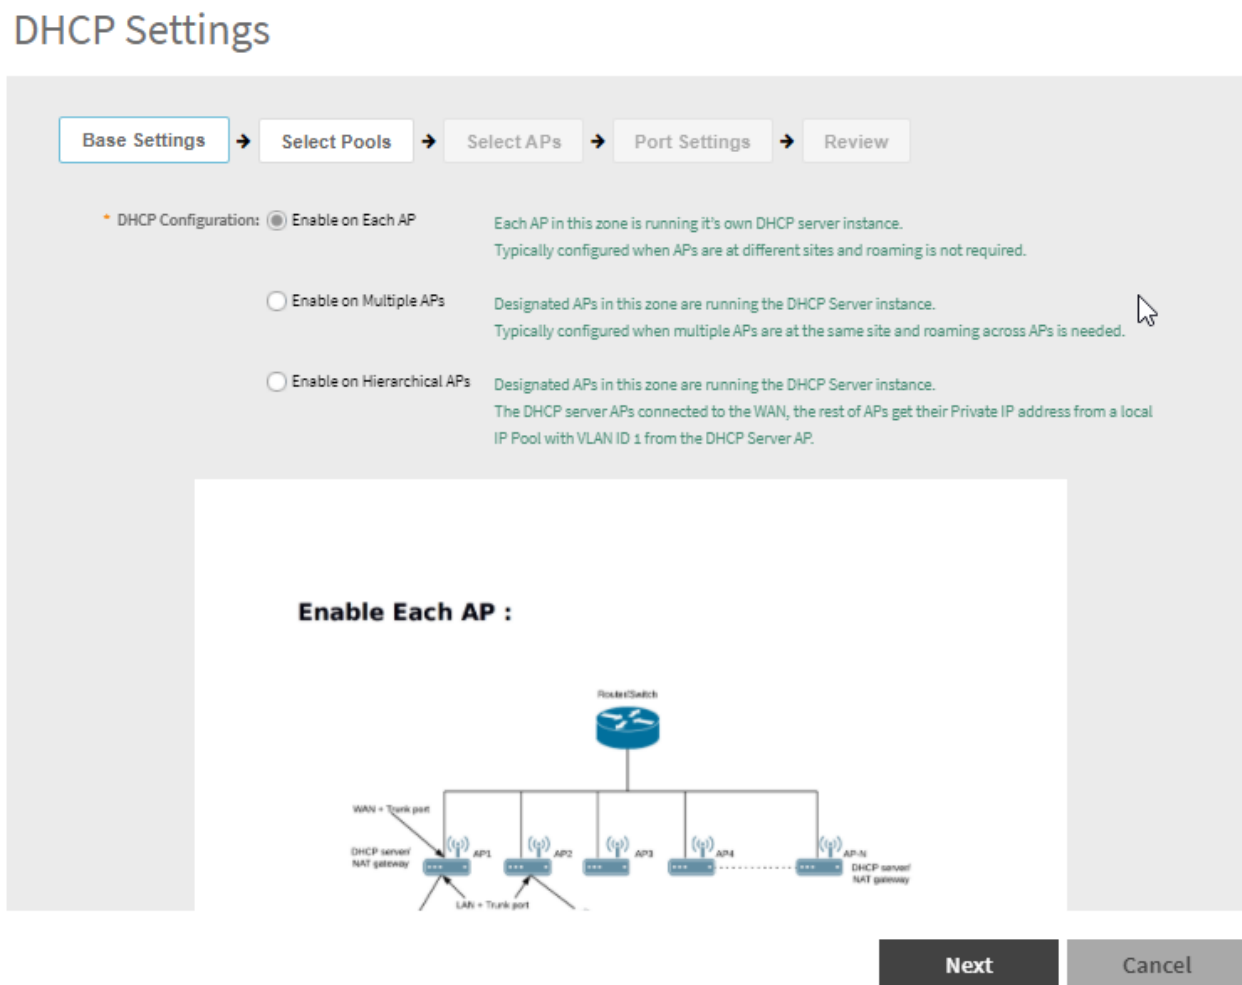 DHCP Settings
Base Settings
Select Pools
Select APs
Port Settings
Review
* DHCP Configuration:
Enable on Each AP
Each AP in this zone is running it's own DHCP server instance.
Typically configured when APs are at different sites and roaming is not required.
Enable on Multiple APs
Designated APs in this zone are running the DHCP Server instance.
Typically configured when multiple APs are at the same site and roaming across APs is needed.
Enable on Hierarchical APs
Designated APs in this zone are running the DHCP Server instance.
The DHCP server APs connected to the WAN, the rest of APs get their Private IP address from a local
IP Pool with VLAN ID 1 from the DHCP Server AP.
Enable Each AP :
Router/Switch
WAN + Trunk port
DHCP server/
NAT gateway
AP1
AP2
AP3
AP4
AP-N
DHCP server/
NAT gateway
LAN + Trunk port
Next
Cancel